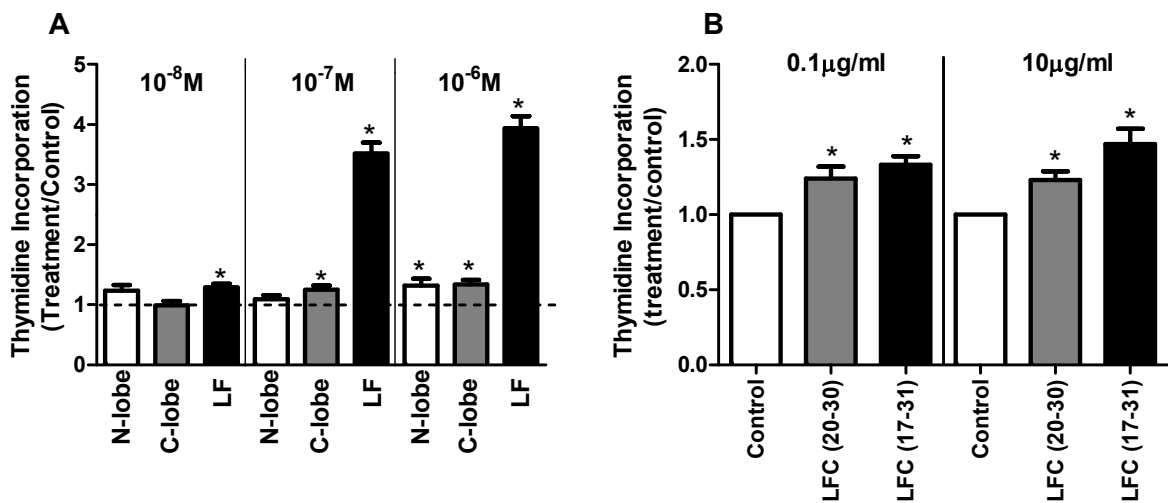 A
Thymidine Incorporation
(Treatment/Control)
5
4
3
2
1
0
10⁻⁸M
10⁻⁷M
10⁻⁶M
*
*
*
*
*
*
N-lobe
C-lobe
LF
N-lobe
C-lobe
LF
N-lobe
C-lobe
LF
B
Thymidine Incorporation
(treatment/control)
2.0
1.5
1.0
0.5
0.0
0.1μg/ml
10μg/ml
*
*
*
*
Control
LFC (20-30)
LFC (17-31)
Control
LFC (20-30)
LFC (17-31)